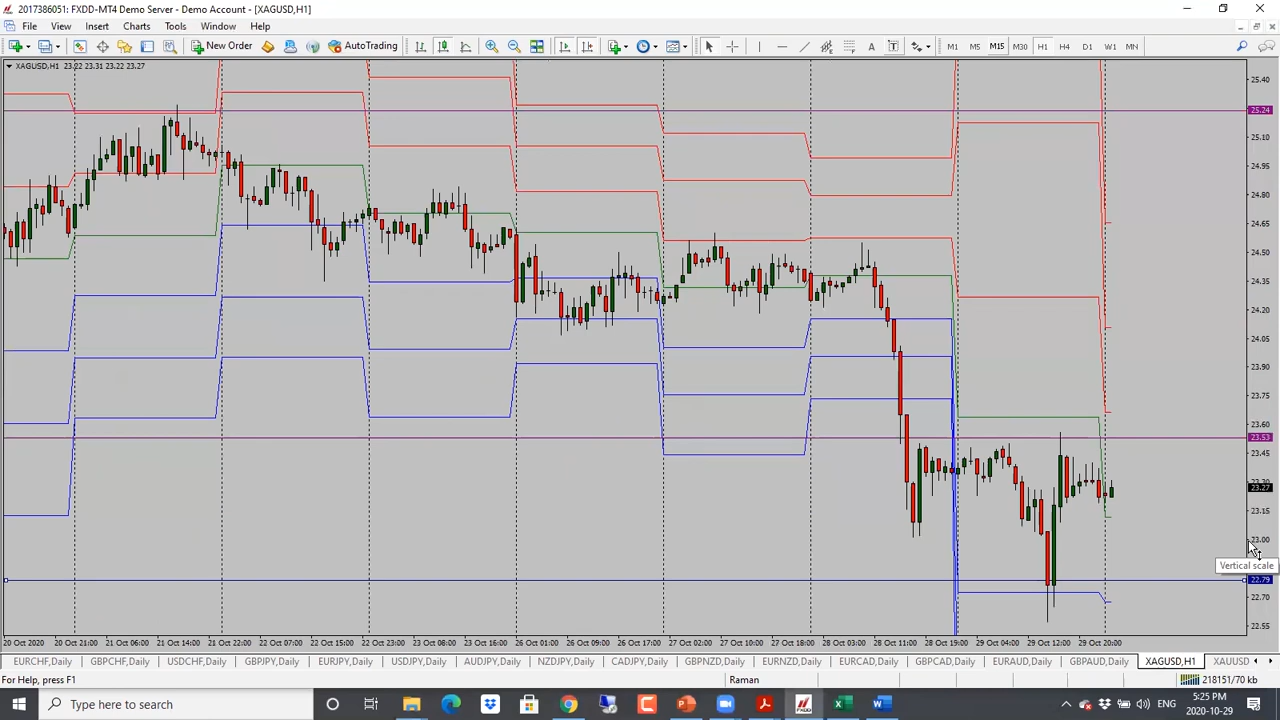 2017386051: FXDD-MT4 Demo Server - Demo Account - [XAGUSD,H1]
File View Insert Charts Tools Window Help
New Order AutoTrading A T M1 M5 M15 M30 H1 H4 D1 W1 MN
XAGUSD,H1 23.22 23.31 23.22 23.27
25.40
25.24
25.10
24.95
24.80
24.65
24.50
24.35
24.20
24.05
23.90
23.75
23.60
23.53
23.45
23.30
23.27
23.15
23.00
Vertical scale
22.79
22.70
22.55
20 Oct 2020 20 Oct 21:00 21 Oct 06:00 21 Oct 14:00 21 Oct 22:00 22 Oct 07:00 22 Oct 15:00 22 Oct 23:00 23 Oct 08:00 23 Oct 16:00 26 Oct 01:00 26 Oct 09:00 26 Oct 17:00 27 Oct 02:00 27 Oct 10:00 27 Oct 18:00 28 Oct 03:00 28 Oct 11:00 28 Oct 19:00 29 Oct 04:00 29 Oct 12:00 29 Oct 20:00
EURCHF,Daily GBPCHF,Daily USDCHF,Daily GBPJPY,Daily EURJPY,Daily USDJPY,Daily AUDJPY,Daily NZDJPY,Daily CADJPY,Daily GBPNZD,Daily EURNZD,Daily EURCAD,Daily GBPCAD,Daily EURAUD,Daily GBPAUD,Daily XAGUSD,H1 XAUUSD
For Help, press F1 Raman 218151/70 kb
Type here to search ENG 5:25 PM
2020-10-29